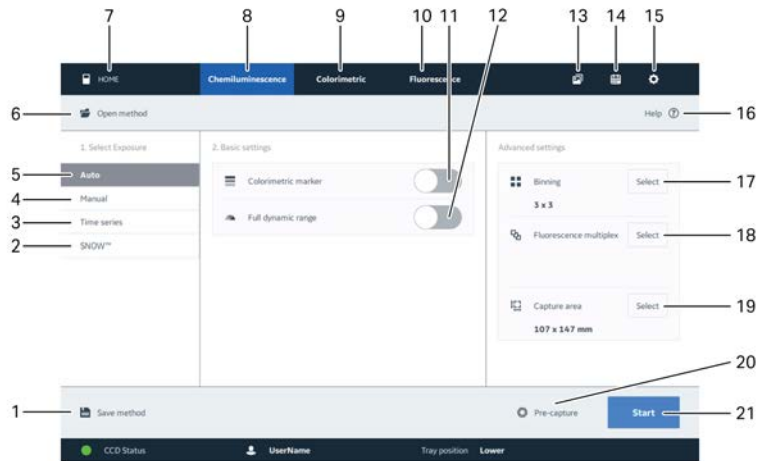 7 8 9 10 11 12 13 14 15
HOME Chemiluminescence Colorimetric Fluorescence
6 Open method Help ? 16
1. Select Exposure 2. Basic settings Advanced settings
5 Auto Colorimetric marker Binning Select 17
4 Manual 3 x 3
3 Time series Full dynamic range Fluorescence multiplex Select 18
2 SNOW™
Capture area Select 19
107 x 147 mm
20
1 Save method Pre-capture Start 21
CCD Status UserName Tray position Lower